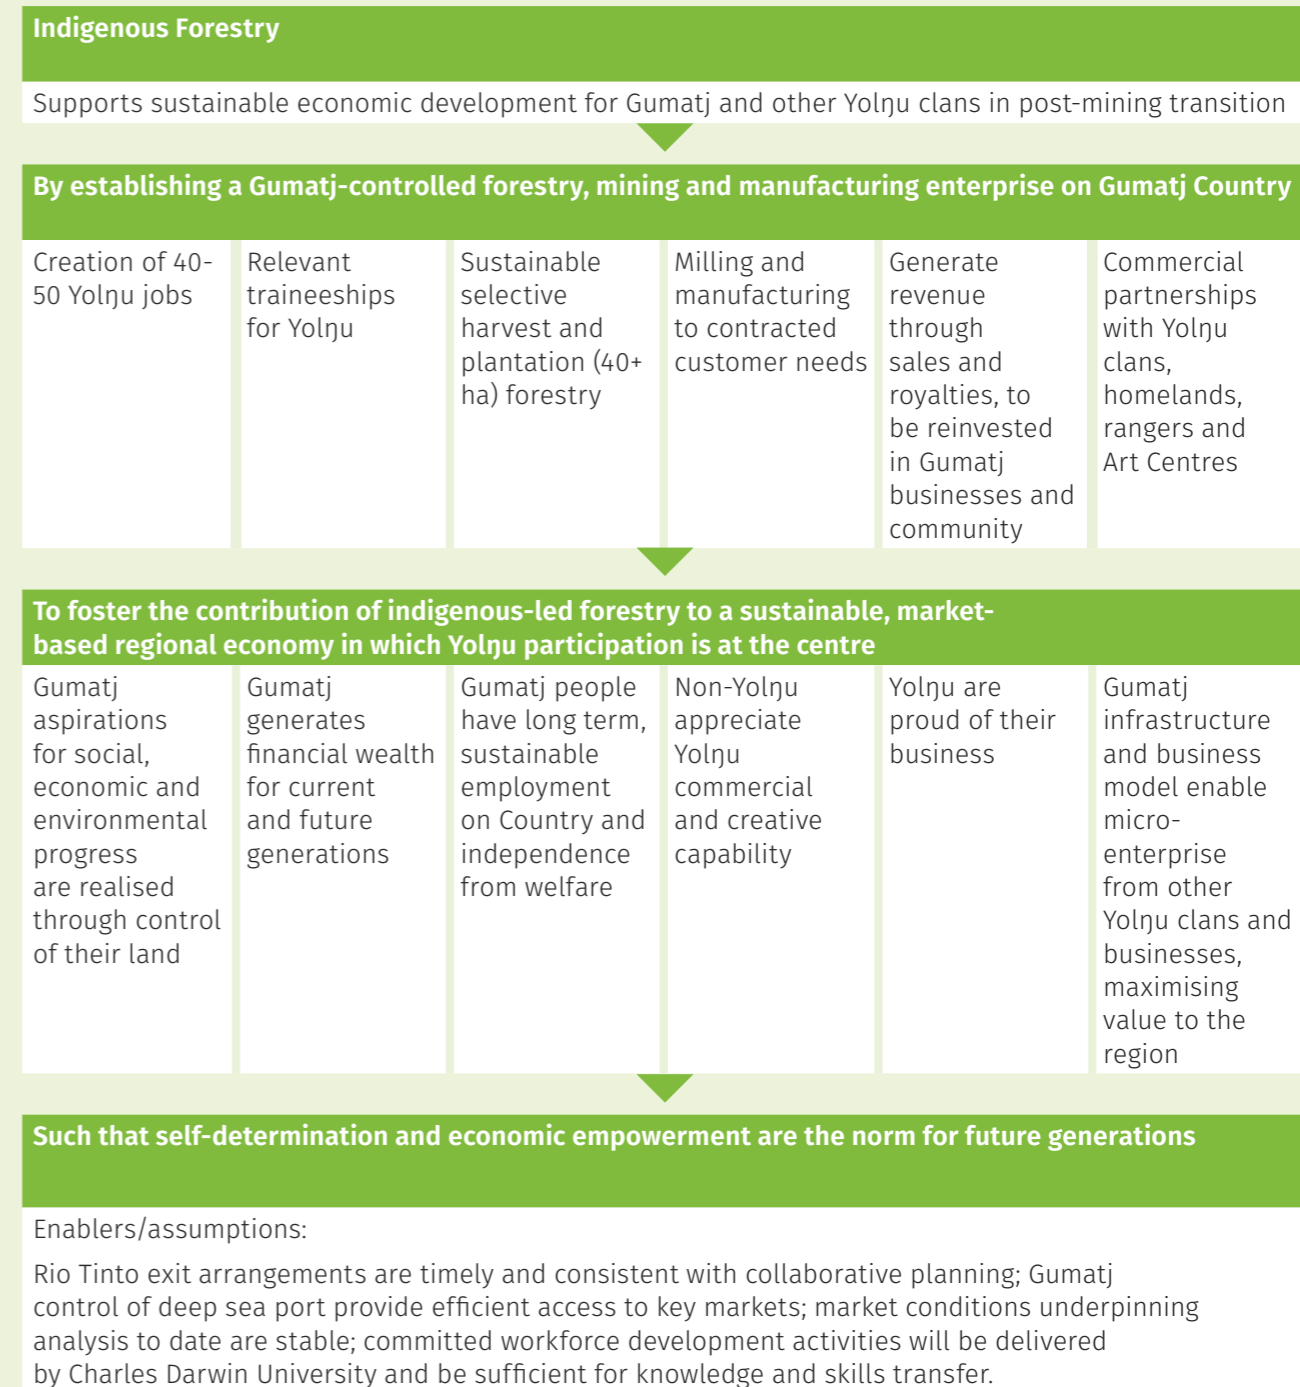 Indigenous Forestry
Supports sustainable economic development for Gumatj and other Yolŋu clans in post-mining transition
By establishing a Gumatj-controlled forestry, mining and manufacturing enterprise on Gumatj Country
Creation of 40-
50 Yolŋu jobs
Relevant
traineeships
for Yolŋu
Sustainable
selective
harvest and
plantation (40+
ha) forestry
Milling and
manufacturing
to contracted
customer needs
Generate
revenue
through
sales and
royalties, to
be reinvested
in Gumatj
businesses and
community
Commercial
partnerships
with Yolŋu
clans,
homelands,
rangers and
Art Centres
To foster the contribution of indigenous-led forestry to a sustainable, market-
based regional economy in which Yolŋu participation is at the centre
Gumatj
aspirations
for social,
economic and
environmental
progress
are realised
through control
of their land
Gumatj
generates
financial wealth
for current
and future
generations
Gumatj people
have long term,
sustainable
employment
on Country and
independence
from welfare
Non-Yolŋu
appreciate
Yolŋu
commercial
and creative
capability
Yolŋu are
proud of their
business
Gumatj
infrastructure
and business
model enable
micro-
enterprise
from other
Yolŋu clans and
businesses,
maximising
value to the
region
Such that self-determination and economic empowerment are the norm for future generations
Enablers/assumptions:
Rio Tinto exit arrangements are timely and consistent with collaborative planning; Gumatj
control of deep sea port provide efficient access to key markets; market conditions underpinning
analysis to date are stable; committed workforce development activities will be delivered
by Charles Darwin University and be sufficient for knowledge and skills transfer.